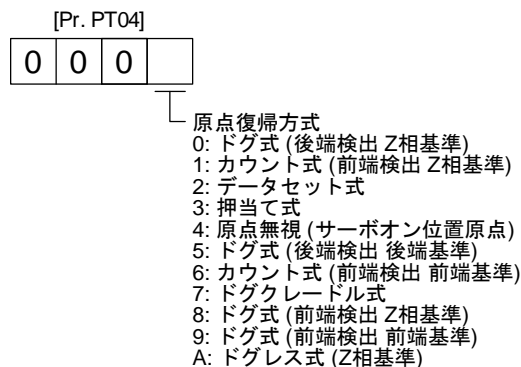 [Pr. PT04]
0 0 0
原点復帰方式
0: ドグ式 (後端検出 Z相基準)
1: カウント式 (前端検出 Z相基準)
2: データセット式
3: 押当て式
4: 原点無視 (サーボオン位置原点)
5: ドグ式 (後端検出 後端基準)
6: カウント式 (前端検出 前端基準)
7: ドグクレードル式
8: ドグ式 (前端検出 Z相基準)
9: ドグ式 (前端検出 前端基準)
A: ドグレス式 (Z相基準)